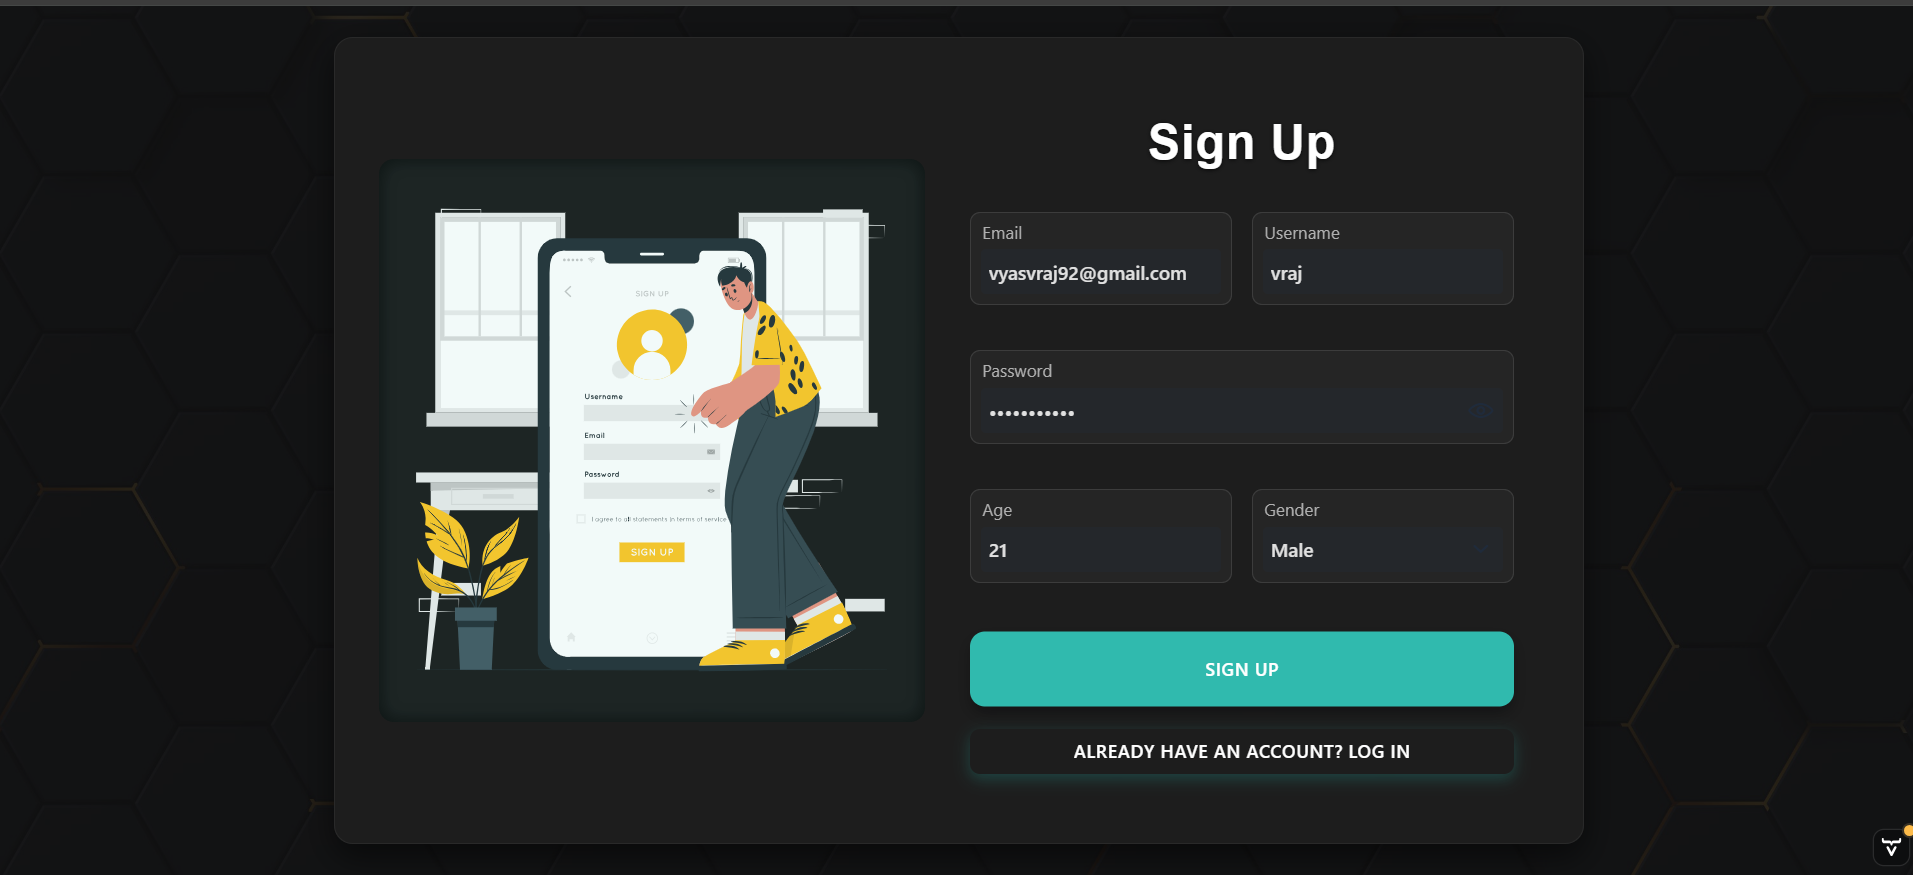 Sign Up
Email
vyasvraj92@gmail.com
Username
vraj
Password
•••••••••••
Age
21
Gender
Male
SIGN UP
ALREADY HAVE AN ACCOUNT? LOG IN
SIGN UP
Username
Email
Password
I agree to all statements in terms of service
SIGN UP